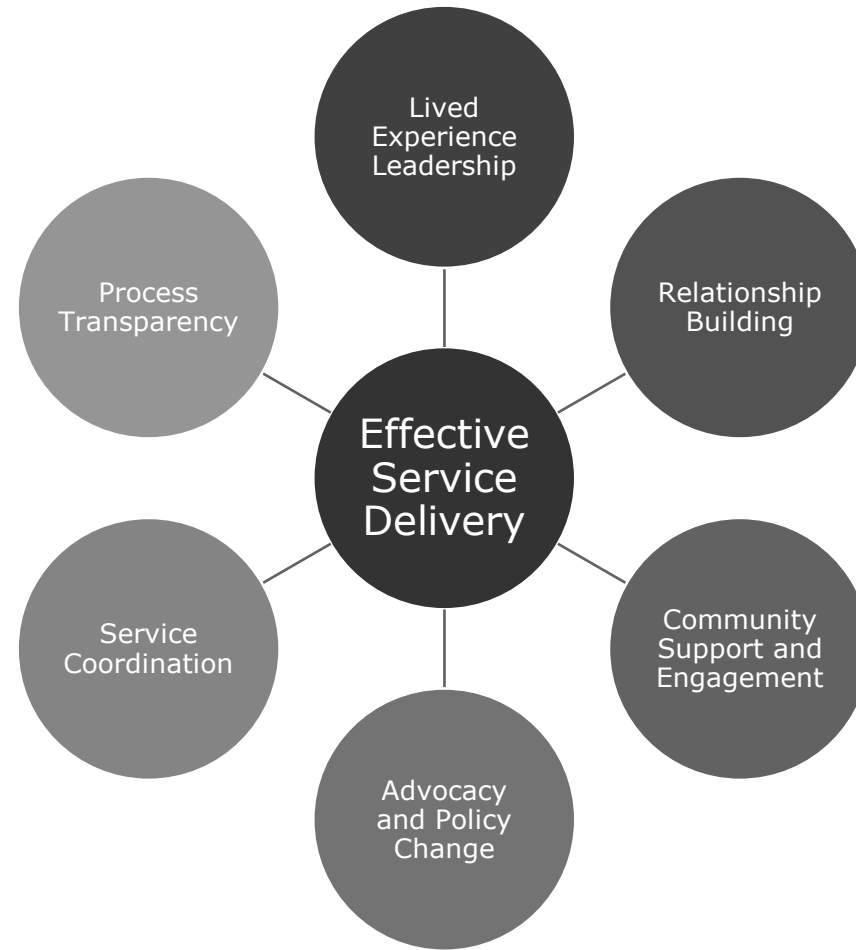 Lived
Experience
Leadership
Process
Transparency
Relationship
Building
Effective
Service
Delivery
Service
Coordination
Community
Support and
Engagement
Advocacy
and Policy
Change